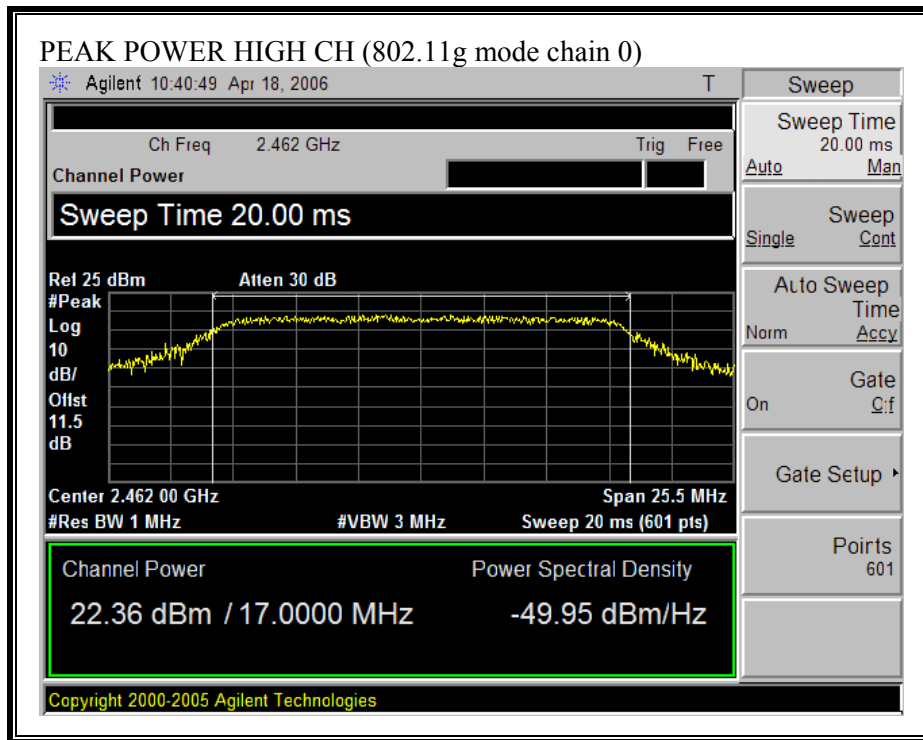 PEAK POWER HIGH CH (802.11g mode chain 0)
Agilent 10:40:49 Apr 18, 2006 T
Sweep
Ch Freq 2.462 GHz Trig Free
Channel Power
Sweep Time 20.00 ms
Ref 25 dBm Atten 30 dB
#Peak
Log
10
dB/
Offst
11.5
dB
Center 2.462 00 GHz Span 25.5 MHz
#Res BW 1 MHz #VBW 3 MHz Sweep 20 ms (601 pts)
Channel Power Power Spectral Density
22.36 dBm / 17.0000 MHz -49.95 dBm/Hz
Copyright 2000-2005 Agilent Technologies
Sweep Time
20.00 ms
Auto Man
Sweep
Single Cont
Auto Sweep
Time
Norm Accy
Gate
On Off
Gate Setup
Points
601